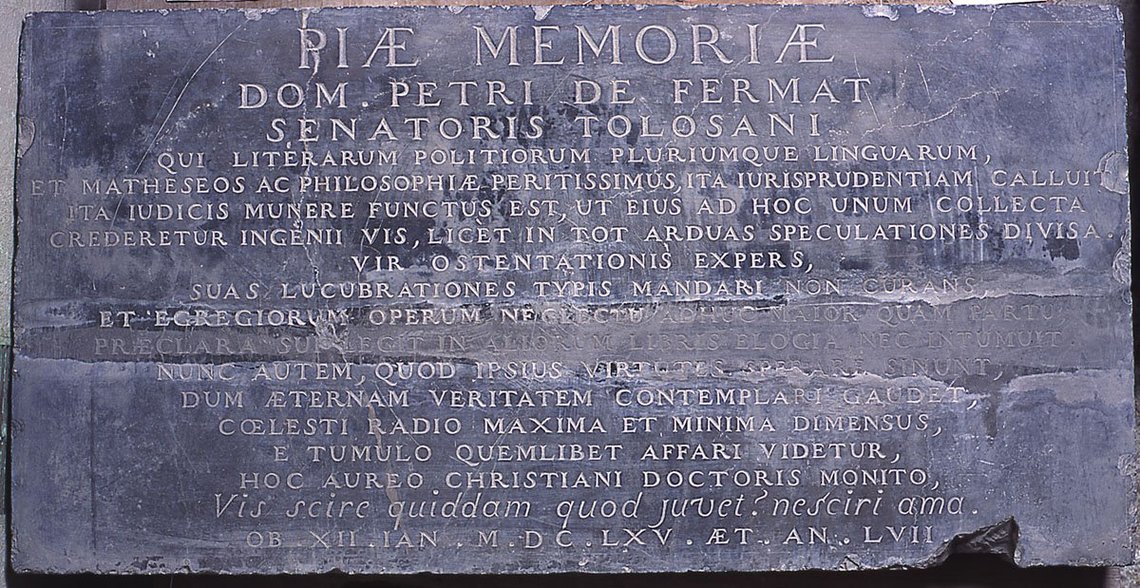 PIÆ MEMORIÆ
DOM. PETRI DE FERMAT
SENATORIS TOLOSANI
QUI LITERARUM POLITIORUM PLURIUMQUE LINGUARUM,
ET MATHESEOS AC PHILOSOPHIÆ PERITISSIMUS, ITA IURISPRUDENTIAM CALLUIT
ITA IUDICIS MUNERE FUNCTUS EST, UT EIUS AD HOC UNUM COLLECTA
CREDERETUR INGENII VIS, LICET IN TOT ARDUAS SPECULATIONES DIVISA.
VIR OSTENTATIONIS EXPERS,
SUAS LUCUBRATIONES TYPIS MANDARI NON CURANS
ET EGREGIORUM OPERUM NEGLECTU ADHUC MAIOR QUAM PARTU
PRÆCLARA SUI LEGIT IN ALIORUM LIBRIS ELOGIA NEC INTUMUIT
NUNC AUTEM, QUOD IPSIUS VIRTUTES SPERARE SINUNT,
DUM ÆTERNAM VERITATEM CONTEMPLARI GAUDET,
CŒLESTI RADIO MAXIMA ET MINIMA DIMENSUS,
E TUMULO QUEMLIBET AFFARI VIDETUR,
HOC AUREO CHRISTIANI DOCTORIS MONITO,
Vis scire quiddam quod juvet? nesciri ama.
OB. XII. IAN. M. DC. LXV. ÆT. AN. LVII